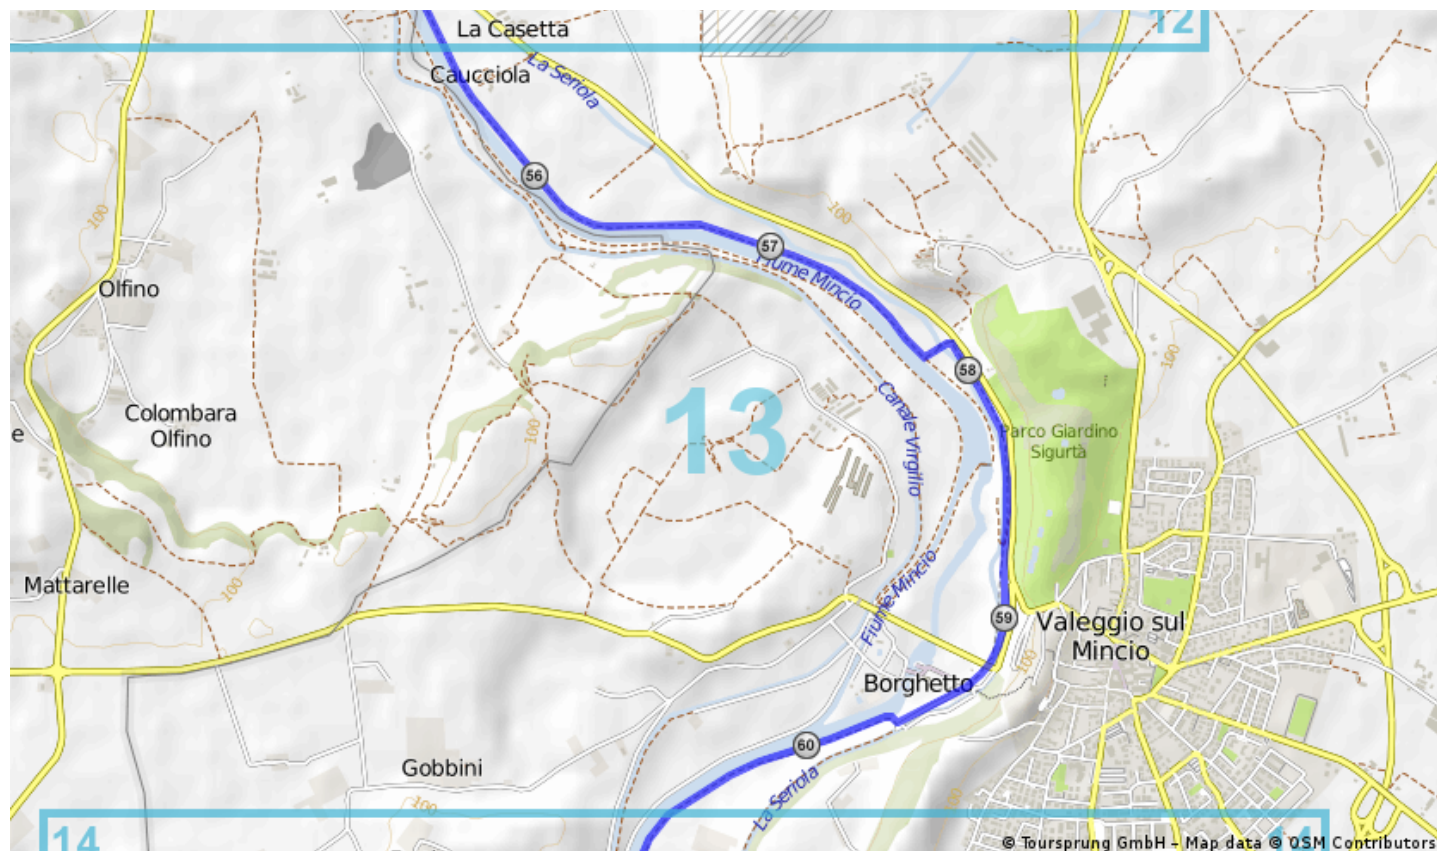 12
La Casetta
Caucciola
La Seriola
56
100
100
57
Fiume Mincio
Olfino
58
100
13
Canale Virgilio
Colombara
Olfino
e
100
Parco Giardino
Sigurtà
Fiume Mincio
Mattarelle
100
59
Valeggio sul
Mincio
100
Borghetto
60
Gobbini
La Seriola
100
100
14
14
© Toursprung GmbH – Map data © OSM Contributors